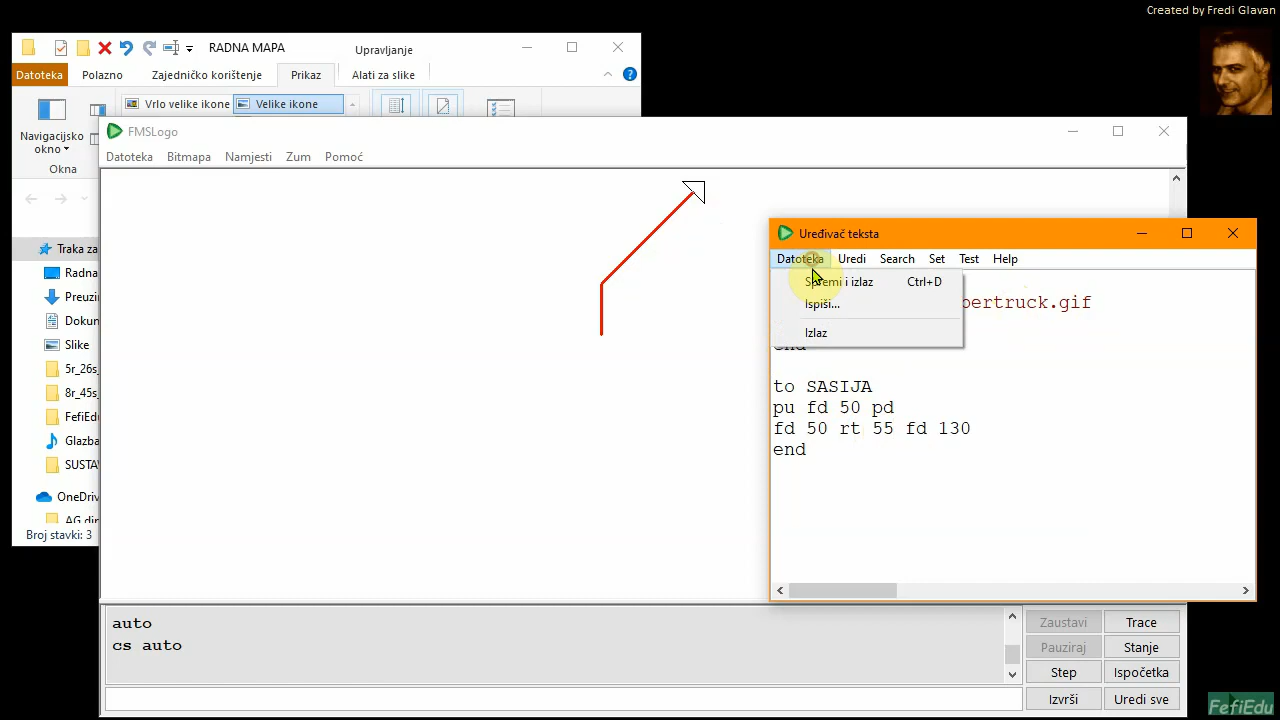 Created by Fredi Glavan
RADNA MAPA
Upravljanje
Datoteka
Polazno
Zajedničko korištenje
Prikaz
Alati za slike
Navigacijsko
okno
Vrlo velike ikone
Velike ikone
Okna
FMSLogo
Datoteka
Bitmapa
Namjesti
Zum
Pomoć
Traka za
Radna
Preuzi
Dokun
Slike
5r_26s
8r_45s
FefiEdu
Glazba
SUSTA
OneDriv
AG din
Broj stavki: 3
Uređivač teksta
Datoteka
Uredi
Search
Set
Test
Help
Spremi i izlaz Ctrl+D
Ispiši...
Izlaz
pertruck.gif
end
to SASIJA
pu fd 50 pd
fd 50 rt 55 fd 130
end
auto
cs auto
Zaustavi
Trace
Pauziraj
Stanje
Step
Ispočetka
Izvrši
Uredi sve
FefiEdu